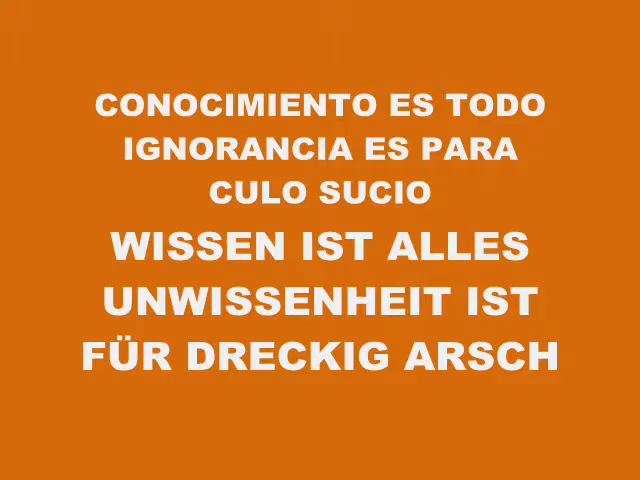 CONOCIMIENTO ES TODO
IGNORANCIA ES PARA
CULO SUCIO
WISSEN IST ALLES
UNWISSENHEIT IST
FÜR DRECKIG ARSCH